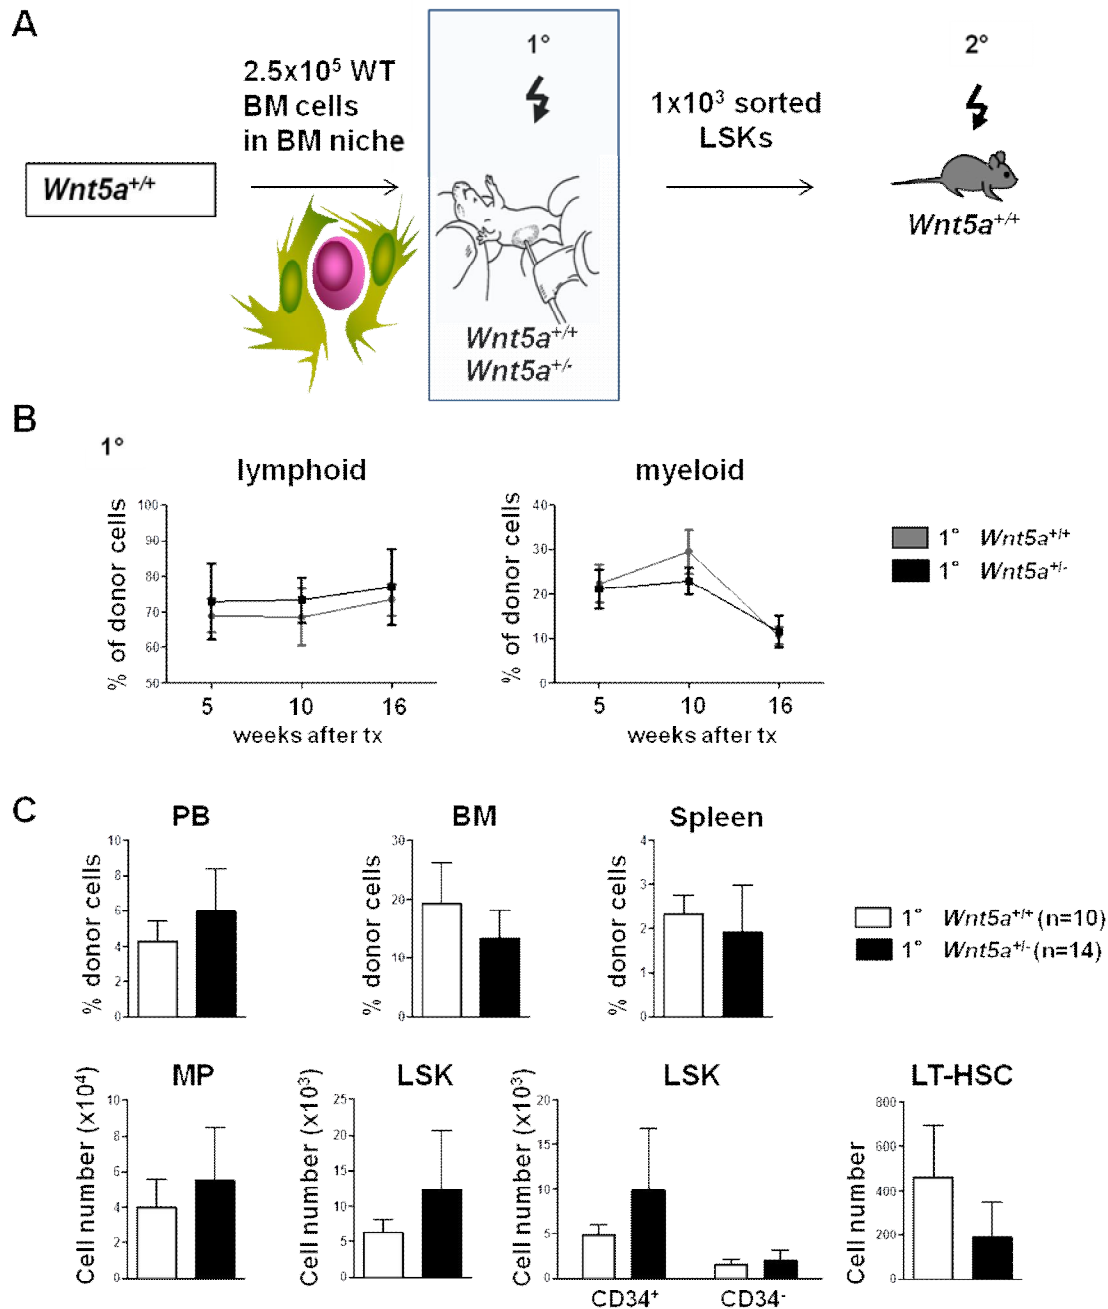 A
1°
2°
2.5x10⁵ WT
BM cells
in BM niche
1x10³ sorted
LSKs
Wnt5a+/+
Wnt5a+/+
Wnt5a+/+
Wnt5a+/-
B
1°
lymphoid
myeloid
% of donor cells
100
90
80
70
60
50
5
10
16
weeks after tx
% of donor cells
40
30
20
10
0
5
10
16
weeks after tx
1° Wnt5a+/+
1° Wnt5a+/-
C
PB
BM
Spleen
% donor cells
10
8
6
4
2
0
% donor cells
30
20
10
0
% donor cells
4
3
2
1
0
1° Wnt5a+/+ (n=10)
1° Wnt5a+/- (n=14)
MP
LSK
LSK
LT-HSC
Cell number (x10⁴)
10
8
6
4
2
0
Cell number (x10³)
25
20
15
10
5
0
Cell number (x10³)
20
15
10
5
0
CD34+
CD34-
Cell number
800
600
400
200
0